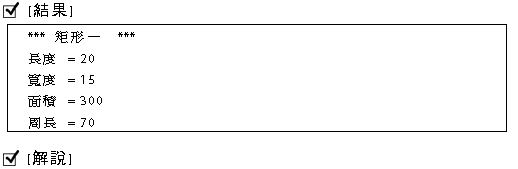 [結果]
*** 矩形一 ***
長度 = 20
寬度 = 15
面積 = 300
周長 = 70
[解說]